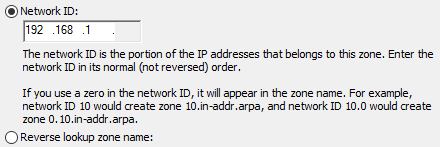 Network ID:
192 .168 .1 .
The network ID is the portion of the IP addresses that belongs to this zone. Enter the
network ID in its normal (not reversed) order.
If you use a zero in the network ID, it will appear in the zone name. For example,
network ID 10 would create zone 10.in-addr.arpa, and network ID 10.0 would create
zone 0.10.in-addr.arpa.
Reverse lookup zone name: